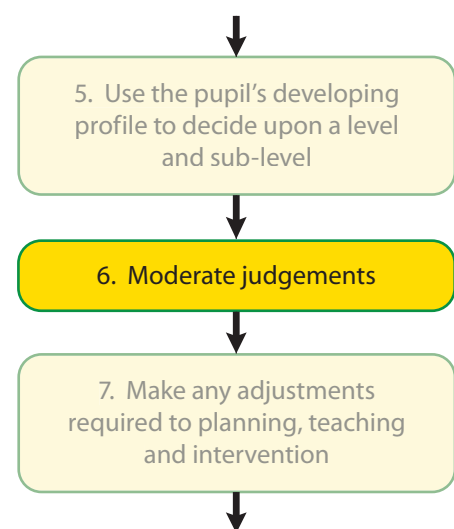 5. Use the pupil’s developing
profile to decide upon a level
and sub-level
6. Moderate judgements
7. Make any adjustments
required to planning, teaching
and intervention